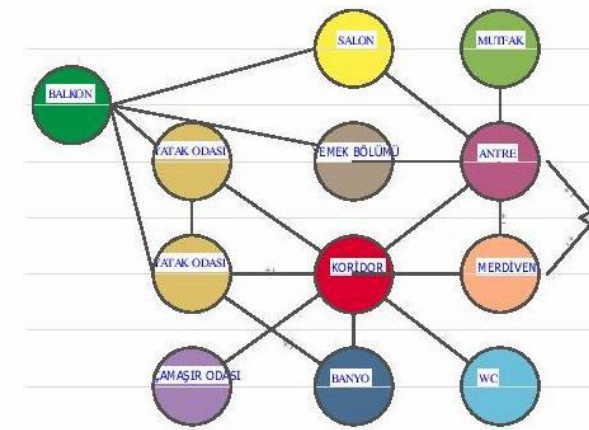 SALON
MUTFAK
BALKON
YATAK ODASI
YEMEK BÖLÜMÜ
ANTRE
YATAK ODASI
KORİDOR
MERDİVEN
ÇAMAŞIR ODASI
BANYO
WC